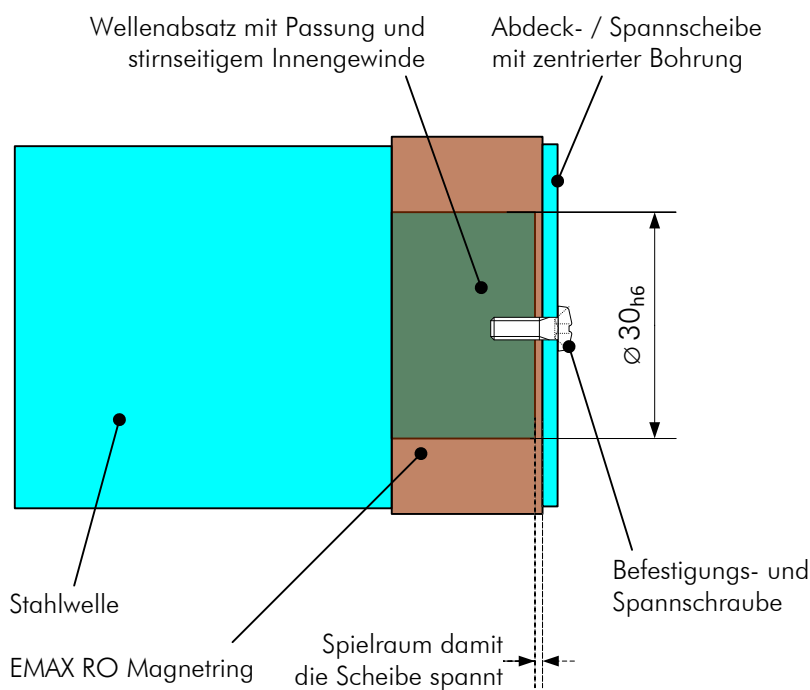 Wellenabsatz mit Passung und
stirnseitigem Innengewinde
Abdeck- / Spannscheibe
mit zentrierter Bohrung
⌀ 30h6
Befestigungs- und
Spannschraube
Stahlwelle
EMAX RO Magnetring
Spielraum damit
die Scheibe spannt